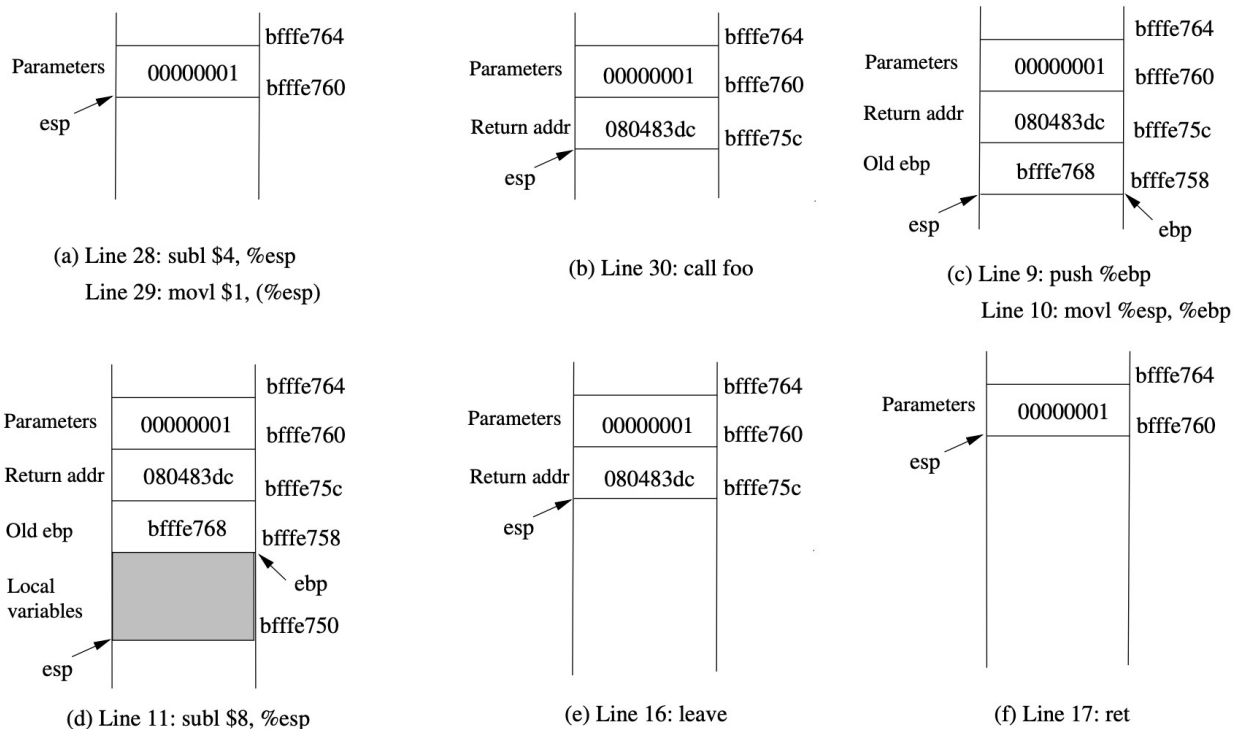 bfffe764
Parameters 00000001
bfffe760
esp
(a) Line 28: subl $4, %esp
Line 29: movl $1, (%esp)
bfffe764
Parameters 00000001
bfffe760
Return addr 080483dc
bfffe75c
esp
(b) Line 30: call foo
bfffe764
Parameters 00000001
bfffe760
Return addr 080483dc
bfffe75c
Old ebp bfffe768
bfffe758
esp
ebp
(c) Line 9: push %ebp
Line 10: movl %esp, %ebp
bfffe764
Parameters 00000001
bfffe760
Return addr 080483dc
bfffe75c
Old ebp bfffe768
bfffe758
ebp
Local
variables
bfffe750
esp
(d) Line 11: subl $8, %esp
bfffe764
Parameters 00000001
bfffe760
Return addr 080483dc
bfffe75c
esp
(e) Line 16: leave
bfffe764
Parameters 00000001
bfffe760
esp
(f) Line 17: ret